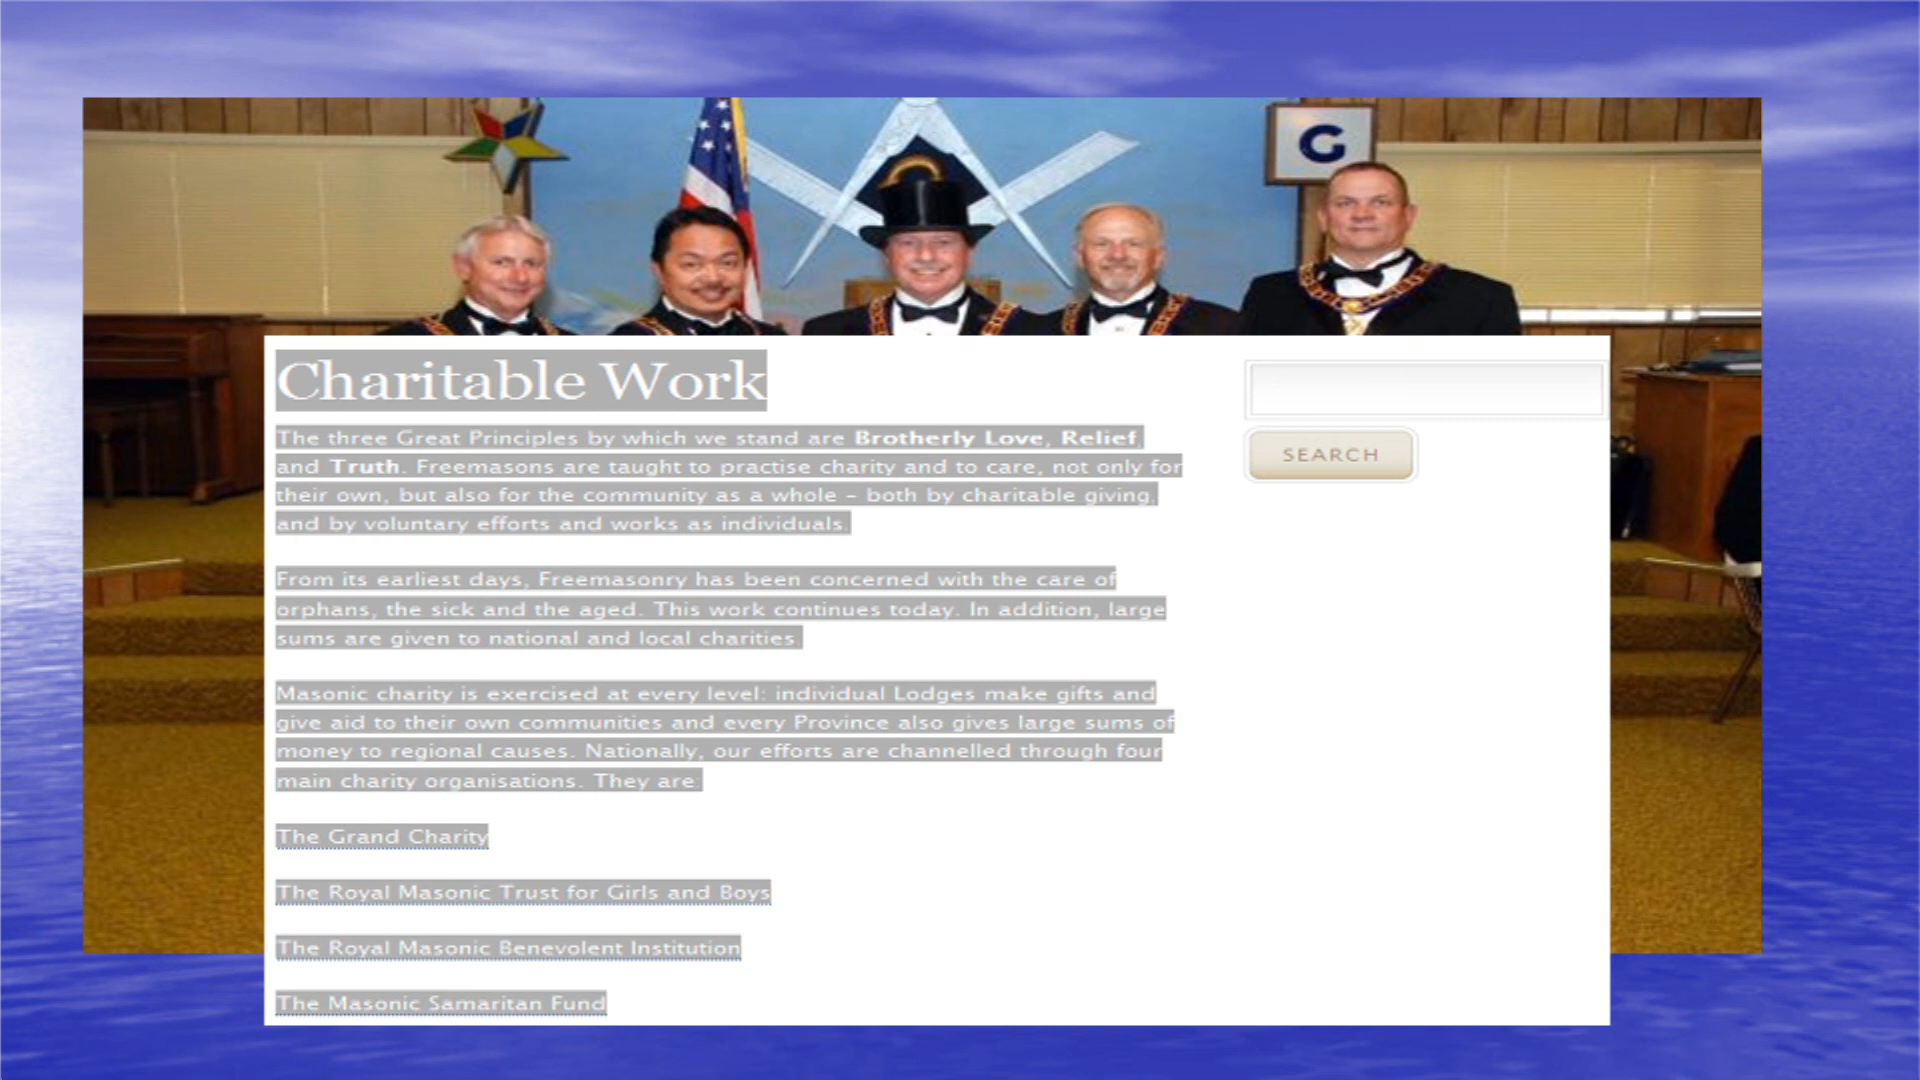 G
Charitable Work
The three Great Principles by which we stand are Brotherly Love, Relief,
and Truth. Freemasons are taught to practise charity and to care, not only for
their own, but also for the community as a whole – both by charitable giving,
and by voluntary efforts and works as individuals.
SEARCH
From its earliest days, Freemasonry has been concerned with the care of
orphans, the sick and the aged. This work continues today. In addition, large
sums are given to national and local charities.
Masonic charity is exercised at every level: individual Lodges make gifts and
give aid to their own communities and every Province also gives large sums of
money to regional causes. Nationally, our efforts are channelled through four
main charity organisations. They are:
The Grand Charity
The Royal Masonic Trust for Girls and Boys
The Royal Masonic Benevolent Institution
The Masonic Samaritan Fund